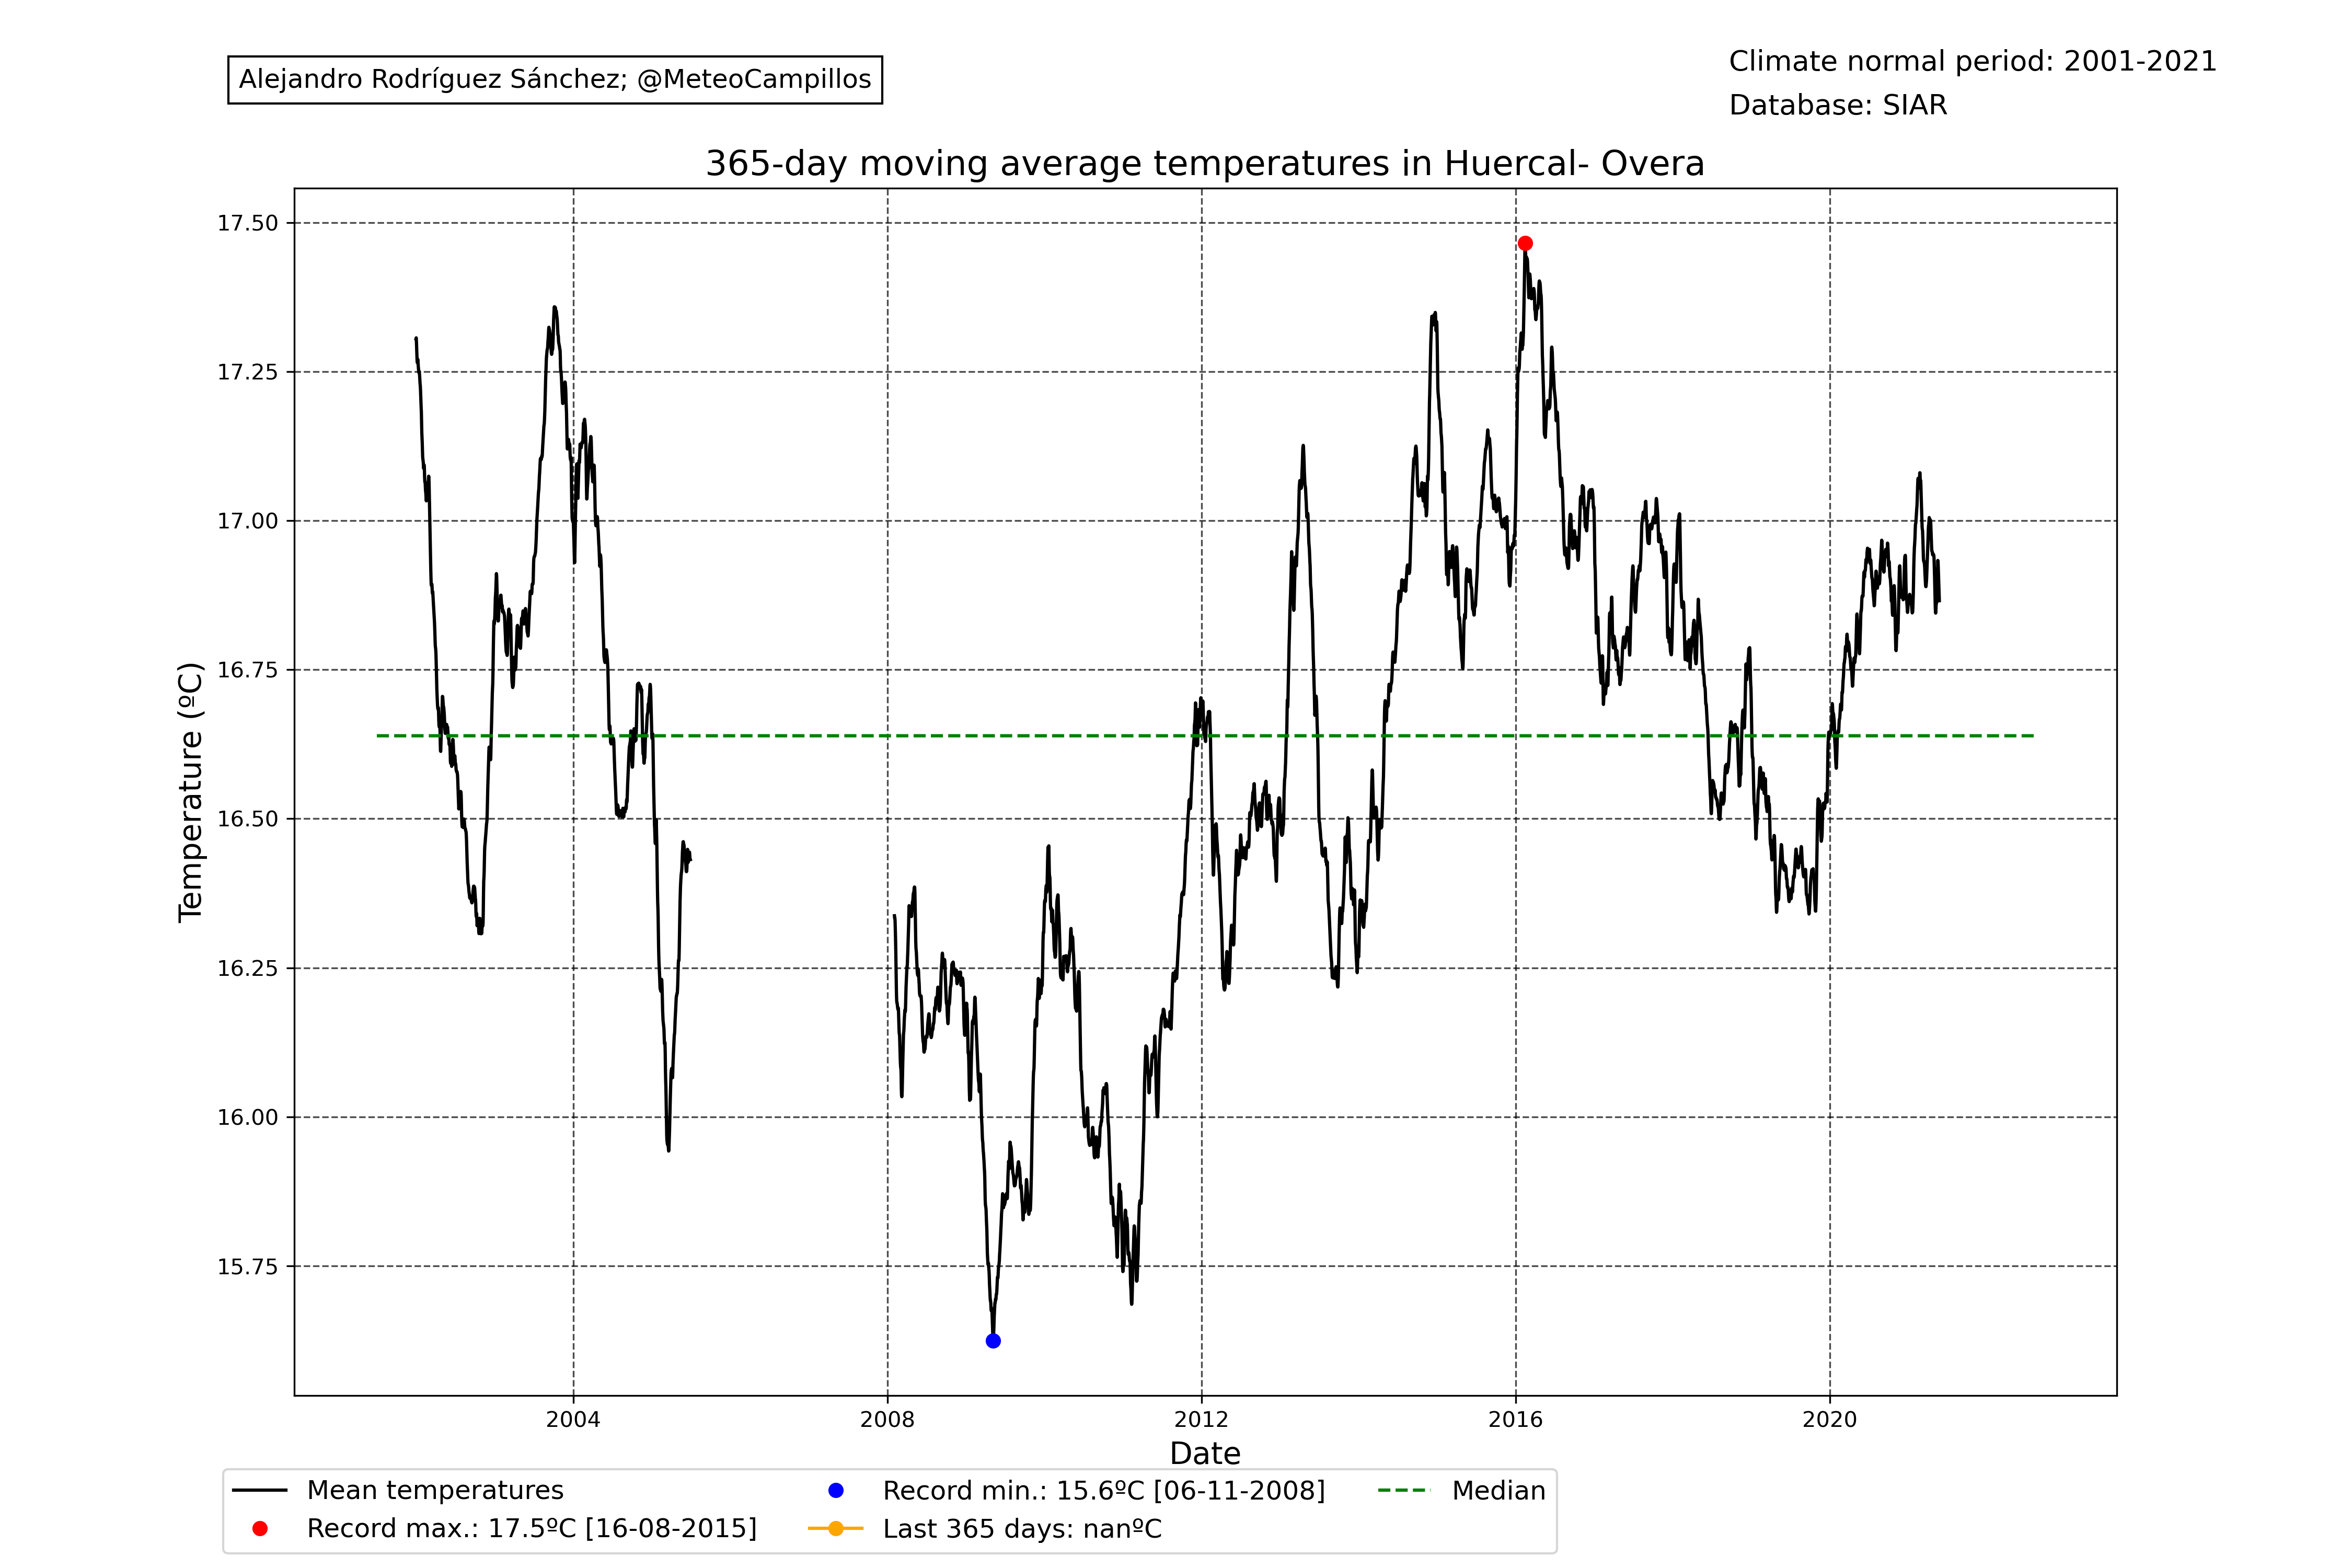 Alejandro Rodríguez Sánchez; @MeteoCampillos
Climate normal period: 2001-2021
Database: SIAR
365-day moving average temperatures in Huercal- Overa
Temperature (ºC)
17.50
17.25
17.00
16.75
16.50
16.25
16.00
15.75
2004
2008
2012
2016
2020
Date
Mean temperatures
Record max.: 17.5ºC [16-08-2015]
Record min.: 15.6ºC [06-11-2008]
Last 365 days: nanºC
Median